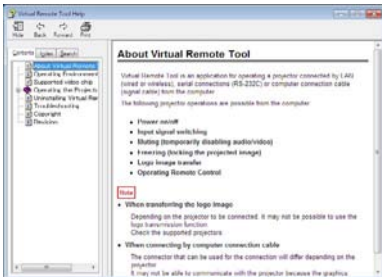 Virtual Remote Tool Help
Hide Back Forward Print
Contents Index Search
About Virtual Remote
Operating Environment
Supported video chip
Operating the Projecto
Uninstalling Virtual Rer
Troubleshooting
Copyright
Revision
About Virtual Remote Tool
Virtual Remote Tool is an application for operating a projector connected by LAN
(wired or wireless), serial connections (RS-232C) or computer connection cable
(signal cable) from the computer.
The following projector operations are possible from the computer
• Power on/off
• Input signal switching
• Muting (temporarily disabling audio/video)
• Freezing (locking the projected image)
• Logo Image transfer
• Operating Remote Control
Note
• When transferring the logo image
Depending on the projector to be connected, it may not be possible to use the
logo transmission function
Check the supported projectors
• When connecting by computer connection cable
The connector that can be used for the connection will differ depending on the
projector
It may not be able to communicate with the projector because the graphics